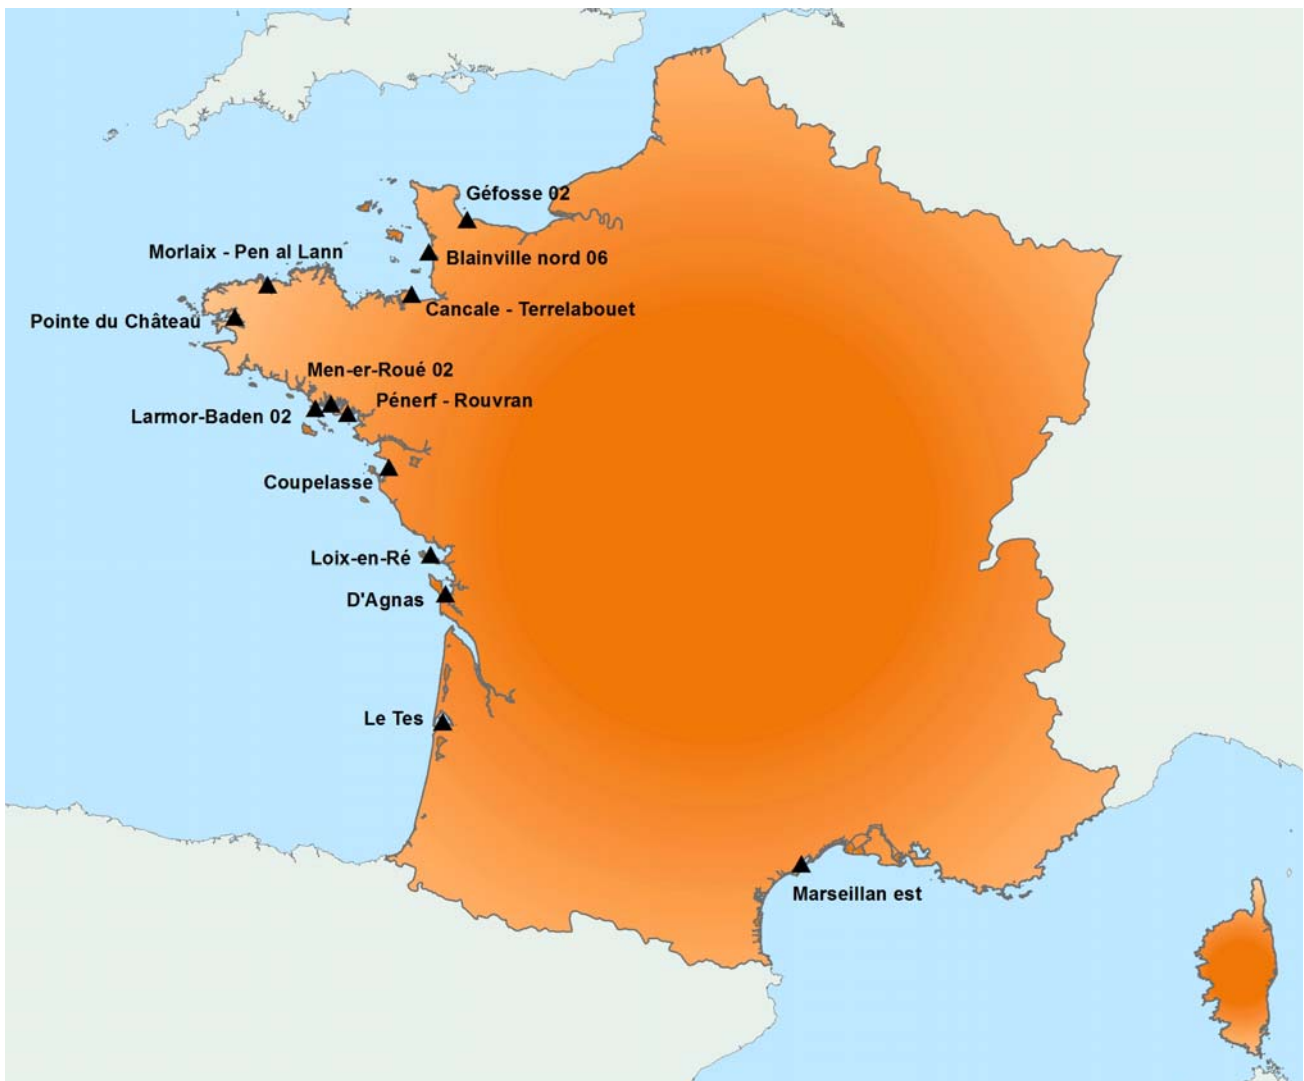 Géfosse 02
Morlaix - Pen al Lann
Blainville nord 06
Cancale - Terrelabouet
Pointe du Château
Men-er-Roué 02
Pénerf - Rouvran
Larmor-Baden 02
Coupelasse
Loix-en-Ré
D'Agnas
Le Tes
Marseillan est